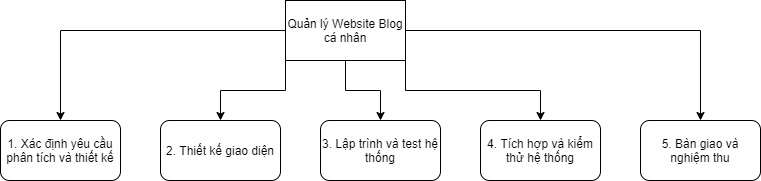 Quản lý Website Blog
cá nhân
1. Xác định yêu cầu
phân tích và thiết kế
2. Thiết kế giao diện
3. Lập trình và test hệ
thống
4. Tích hợp và kiểm
thử hệ thống
5. Bàn giao và
nghiệm thu